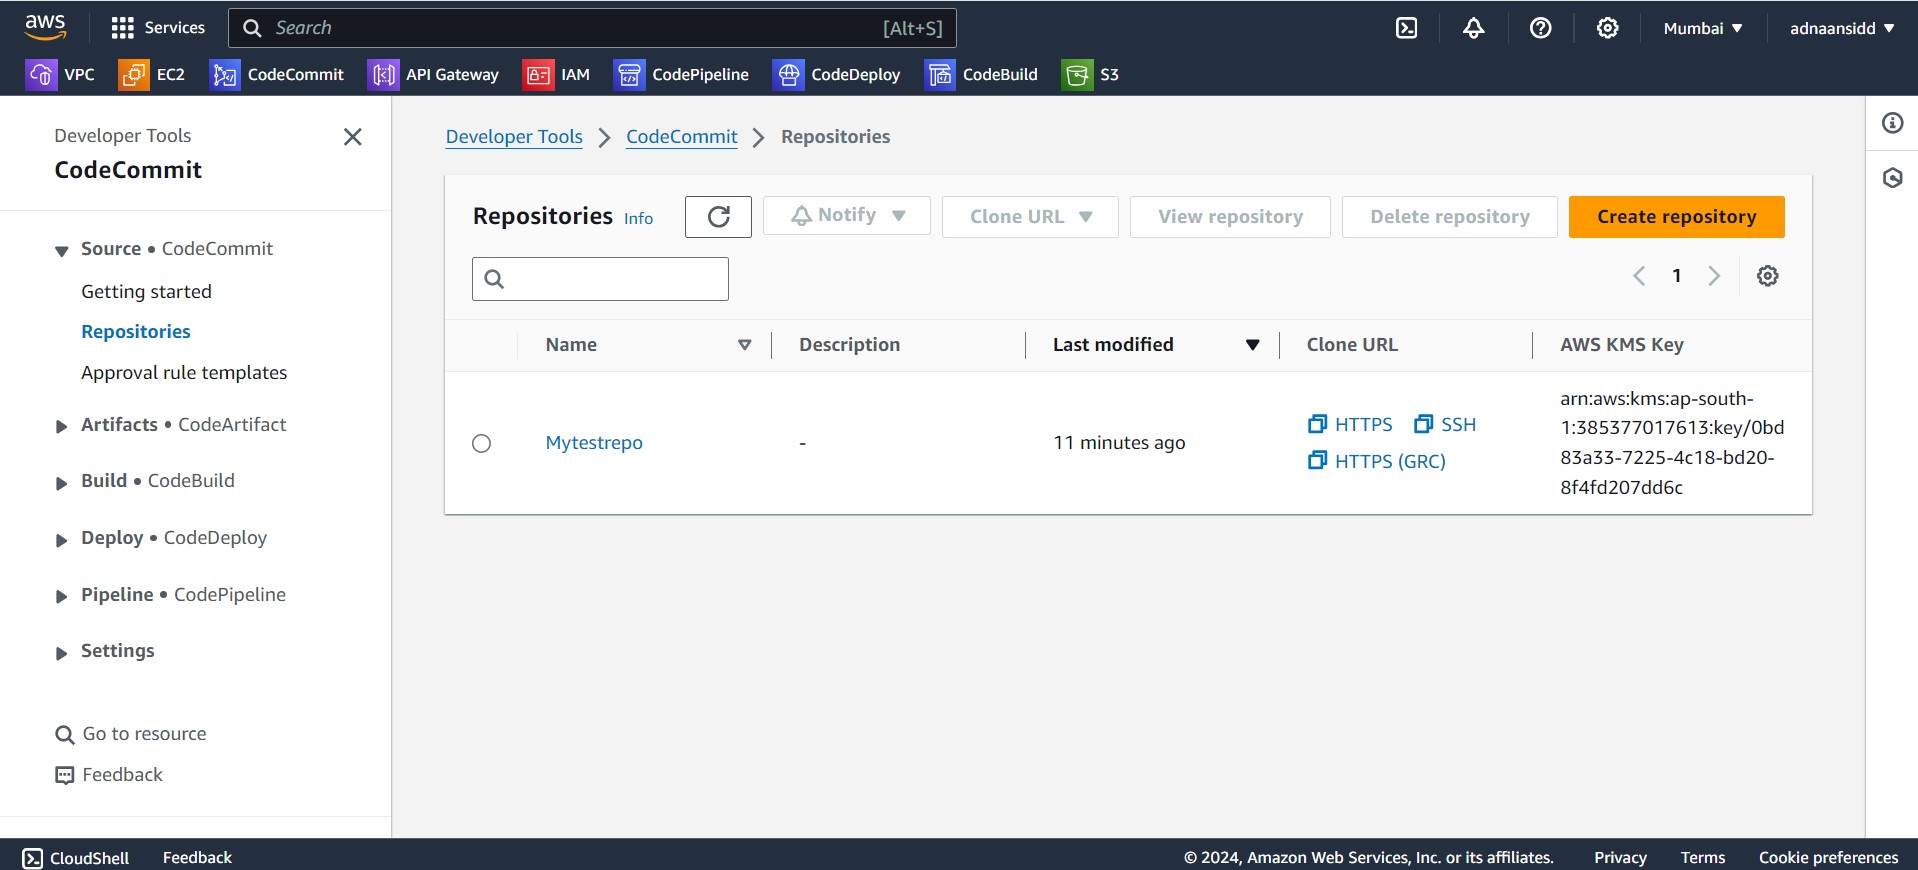 aws Services Search [Alt+S] Mumbai ▼ adnaansidd ▼
VPC EC2 CodeCommit API Gateway IAM CodePipeline CodeDeploy CodeBuild S3
Developer Tools
CodeCommit
Source • CodeCommit
Getting started
Repositories
Approval rule templates
Artifacts • CodeArtifact
Build • CodeBuild
Deploy • CodeDeploy
Pipeline • CodePipeline
Settings
Go to resource
Feedback
Developer Tools > CodeCommit > Repositories
Repositories Info Notify ▼ Clone URL ▼ View repository Delete repository Create repository
< 1 >
Name Description Last modified Clone URL AWS KMS Key
Mytestrepo - 11 minutes ago
HTTPS SSH
HTTPS (GRC)
arn:aws:kms:ap-south-
1:385377017613:key/0bd
83a33-7225-4c18-bd20-
8f4fd207dd6c
CloudShell Feedback © 2024, Amazon Web Services, Inc. or its affiliates. Privacy Terms Cookie preferences